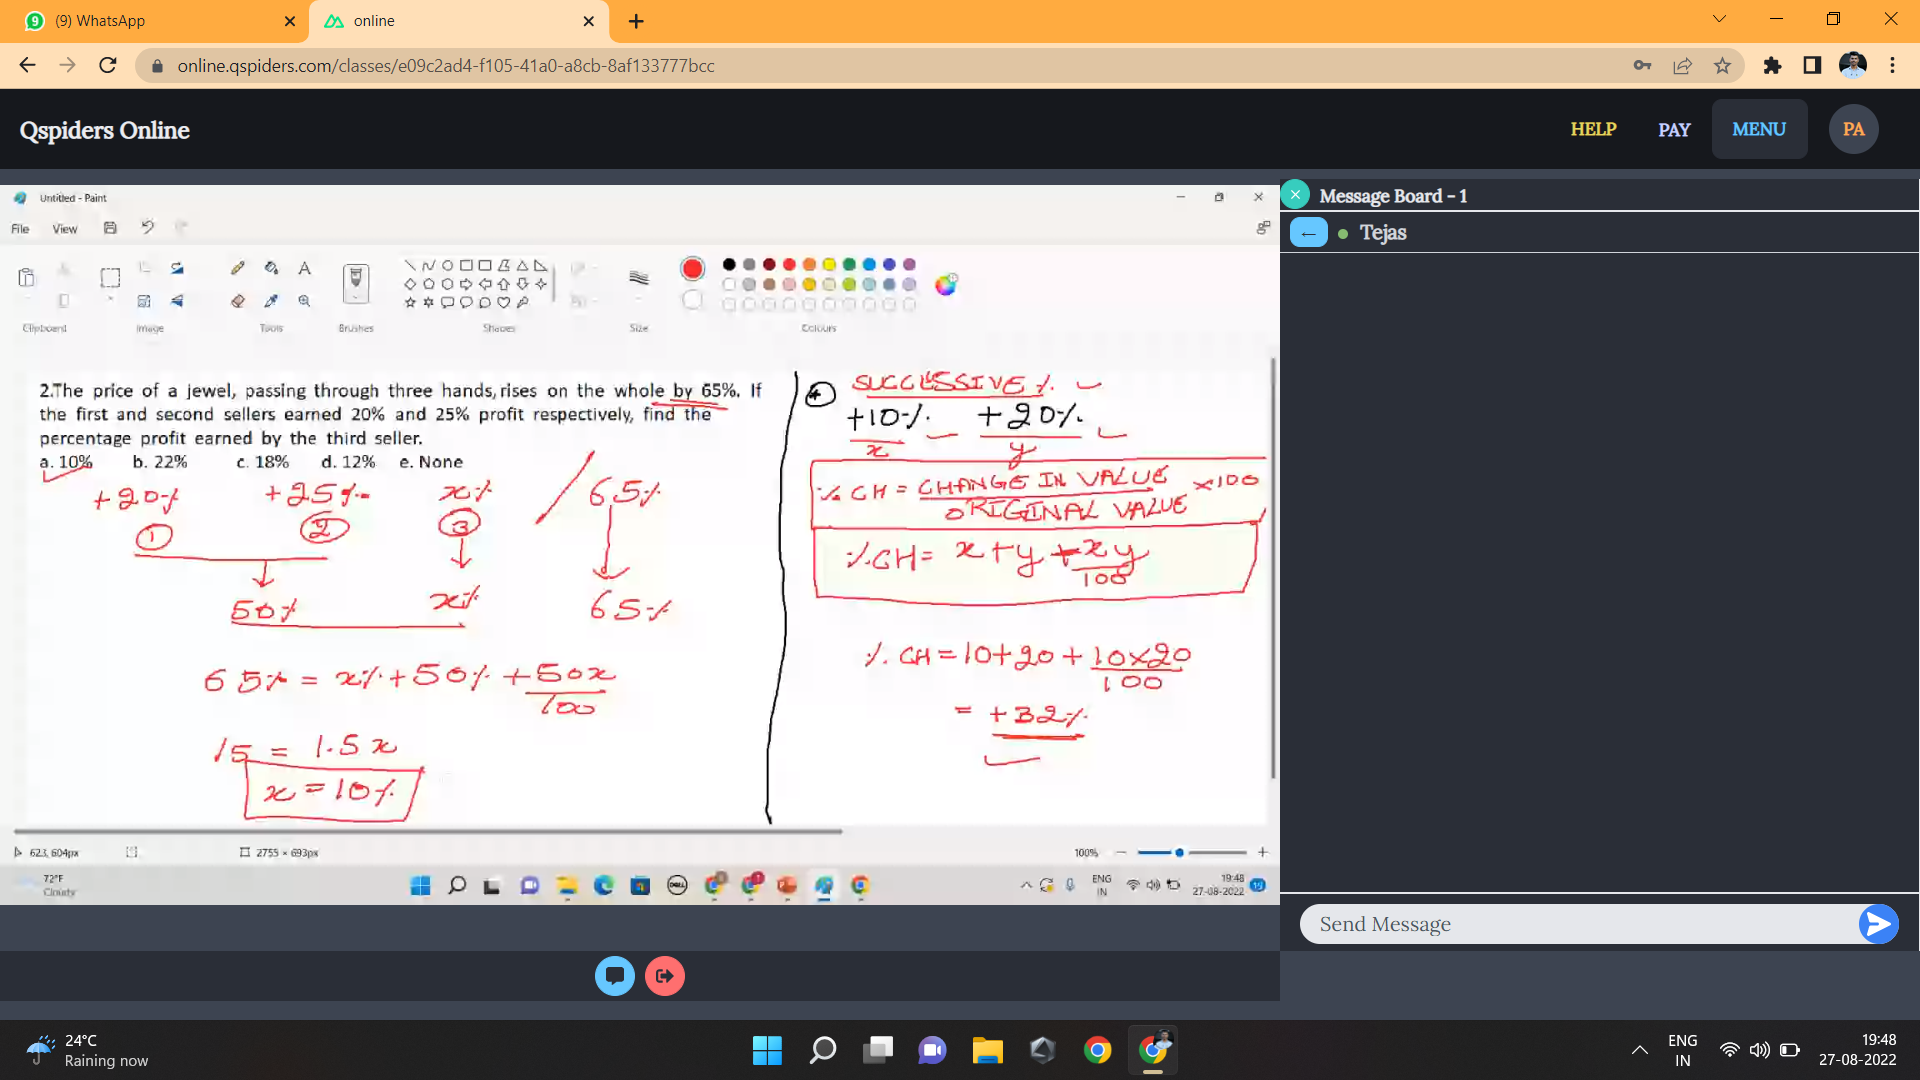 (9) WhatsApp
online
online.qspiders.com/classes/e09c2ad4-f105-41a0-a8cb-8af133777bcc
Qspiders Online
HELP
PAY
MENU
PA
Untitled - Paint
File
View
Clipboard
Image
Tools
Brushes
Shapes
Size
Colours
2.The price of a jewel, passing through three hands, rises on the whole by 65%. If
the first and second sellers earned 20% and 25% profit respectively, find the
percentage profit earned by the third seller.
a. 10% b. 22% c. 18% d. 12% e. None
+20% +25% x% / 65%
1 2 3
50% x% 65%
65% = x% + 50% + 50x/100
15 = 1.5x
x = 10%
SUCCESSIVE %
+10% +20%
x y
% CH = CHANGE IN VALUE / ORIGINAL VALUE × 100
% CH = x + y + xy/100
% CH = 10 + 20 + 10×20/100
= +32%
623, 604px
2755 × 693px
100%
72°F
Cloudy
DELL
ENG
IN
19:48
27-08-2022
Message Board - 1
Tejas
Send Message
24°C
Raining now
ENG
IN
19:48
27-08-2022